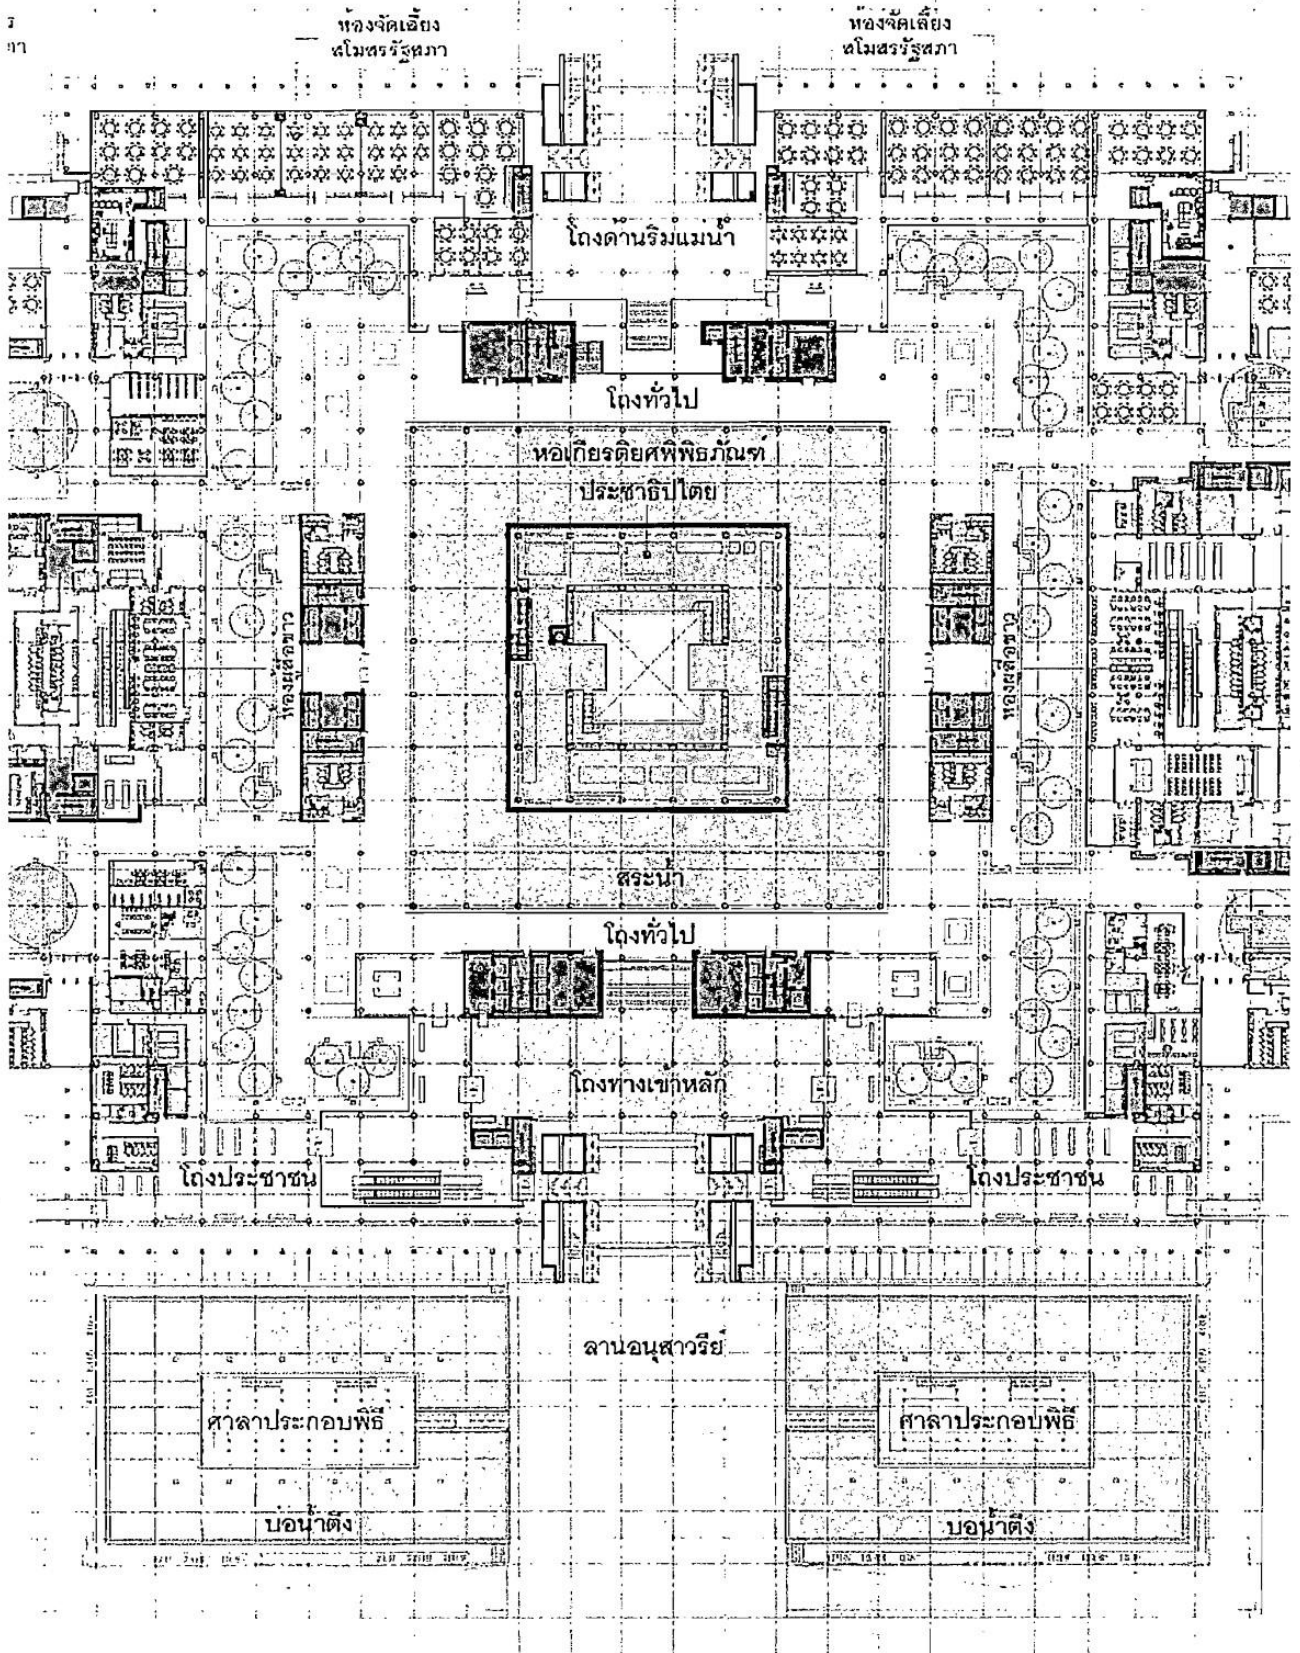 ห้องจัดเลี้ยง
สโมสรรัฐสภา
ห้องจัดเลี้ยง
สโมสรรัฐสภา
โถงด้านริมแม่น้ำ
โถงทั่วไป
หอเกียรติยศพิพิธภัณฑ์
ประชาธิปไตย
ห้องผู้สื่อข่าว
ห้องผู้สื่อข่าว
สระน้ำ
โถงทั่วไป
โถงทางเข้าหลัก
โถงประชาชน
โถงประชาชน
ลานอนุสาวรีย์
ศาลาประกอบพิธี
ศาลาประกอบพิธี
บ่อน้ำตึง
บ่อน้ำตึง